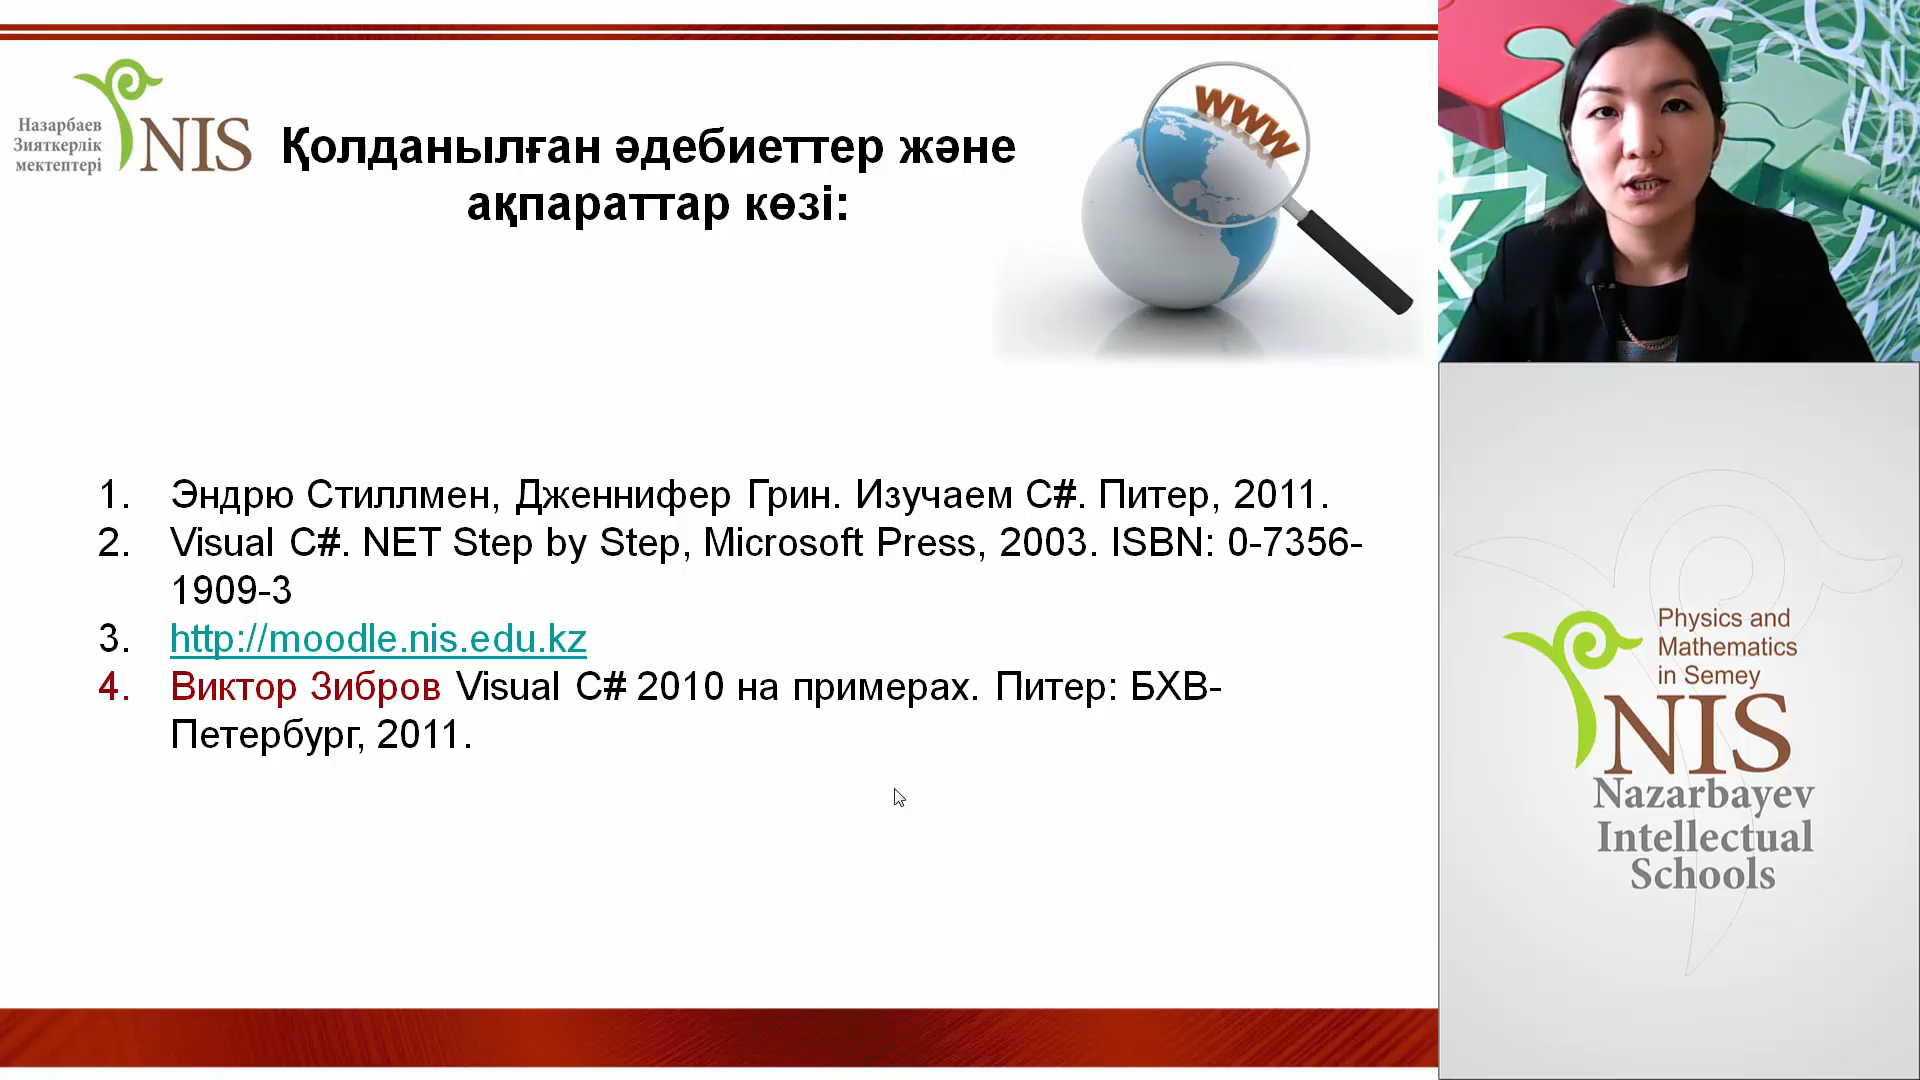 Назарбаев
Зияткерлік
мектептері
NIS
Қолданылған әдебиеттер және
ақпараттар көзі:
www
1. Эндрю Стиллмен, Дженнифер Грин. Изучаем C#. Питер, 2011.
2. Visual C#. NET Step by Step, Microsoft Press, 2003. ISBN: 0-7356-
1909-3
3. http://moodle.nis.edu.kz
4. Виктор Зибров Visual C# 2010 на примерах. Питер: БХВ-
Петербург, 2011.
Physics and
Mathematics
in Semey
NIS
Nazarbayev
Intellectual
Schools